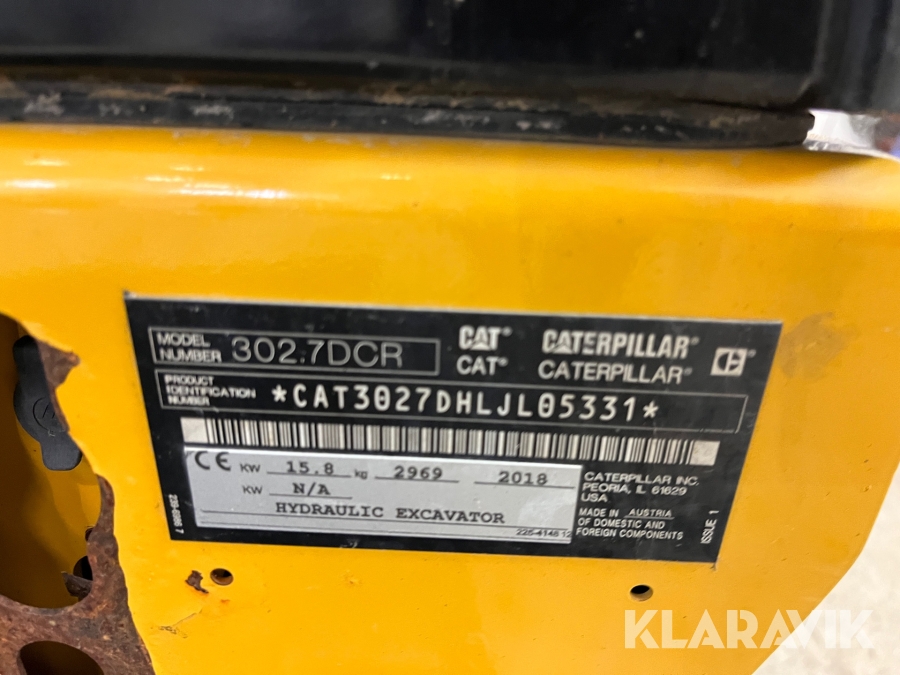 MODEL NUMBER 302.7DCR
CAT® CATERPILLAR®
CAT® CATERPILLAR®
PRODUCT IDENTIFICATION NUMBER *CAT3027DHLJL05331*
CE KW 15.8 kg 2969 2018
KW N/A
HYDRAULIC EXCAVATOR
CATERPILLAR INC.
PEORIA, IL 61629
USA
MADE IN AUSTRIA
OF DOMESTIC AND
FOREIGN COMPONENTS
ISSUE 1
KLARAVIK